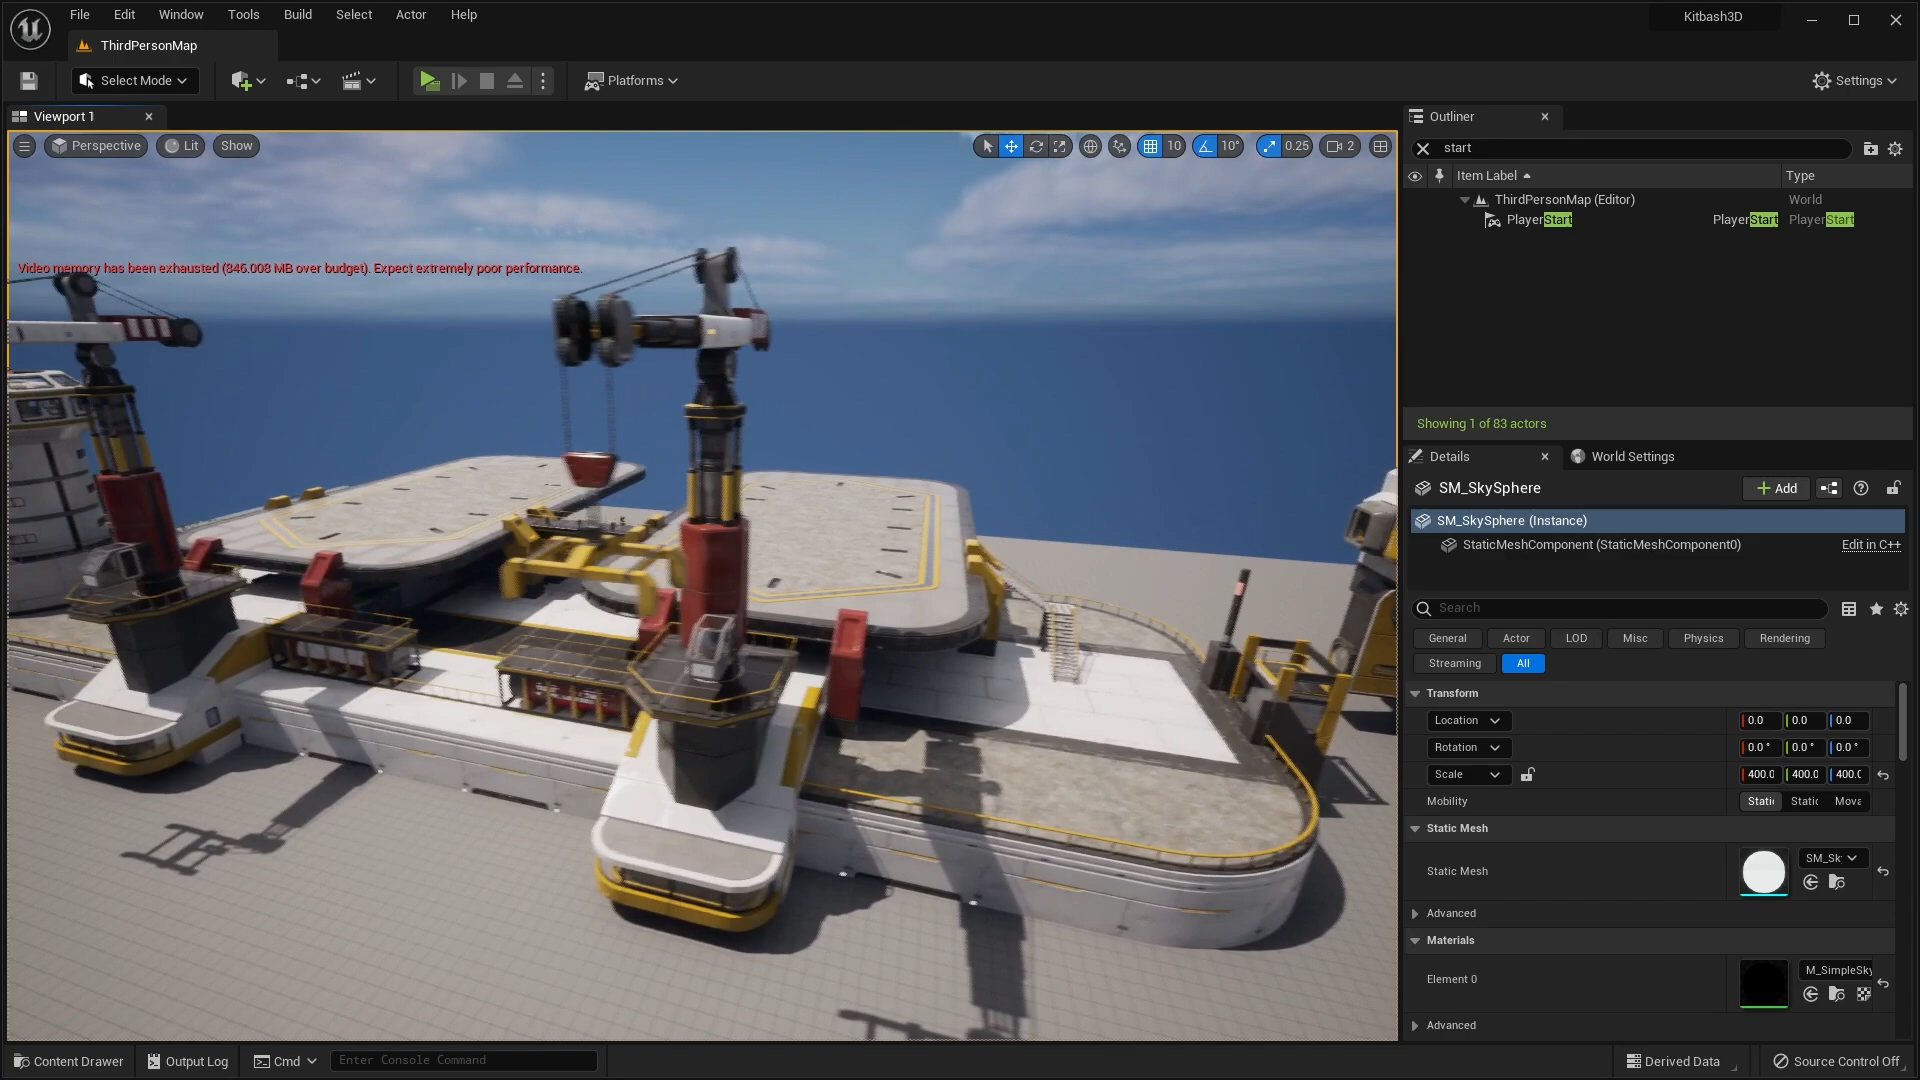 File Edit Window Tools Build Select Actor Help
Kitbash3D
ThirdPersonMap
Select Mode
Platforms
Settings
Viewport 1
Perspective Lit Show
10 10° 0.25 2
Video memory has been exhausted (846.008 MB over budget). Expect extremely poor performance.
Outliner
start
Item Label Type
ThirdPersonMap (Editor) World
PlayerStart PlayerStart PlayerStart
Showing 1 of 83 actors
Details World Settings
SM_SkySphere Add
SM_SkySphere (Instance)
StaticMeshComponent (StaticMeshComponent0) Edit in C++
Search
General Actor LOD Misc Physics Rendering
Streaming All
Transform
Location 0.0 0.0 0.0
Rotation 0.0 ° 0.0 ° 0.0 °
Scale 400.0 400.0 400.0
Mobility Static Static Mova
Static Mesh
SM_Sk
Static Mesh
Advanced
Materials
M_SimpleSky
Element 0
Advanced
Content Drawer Output Log Cmd Enter Console Command Derived Data Source Control Off